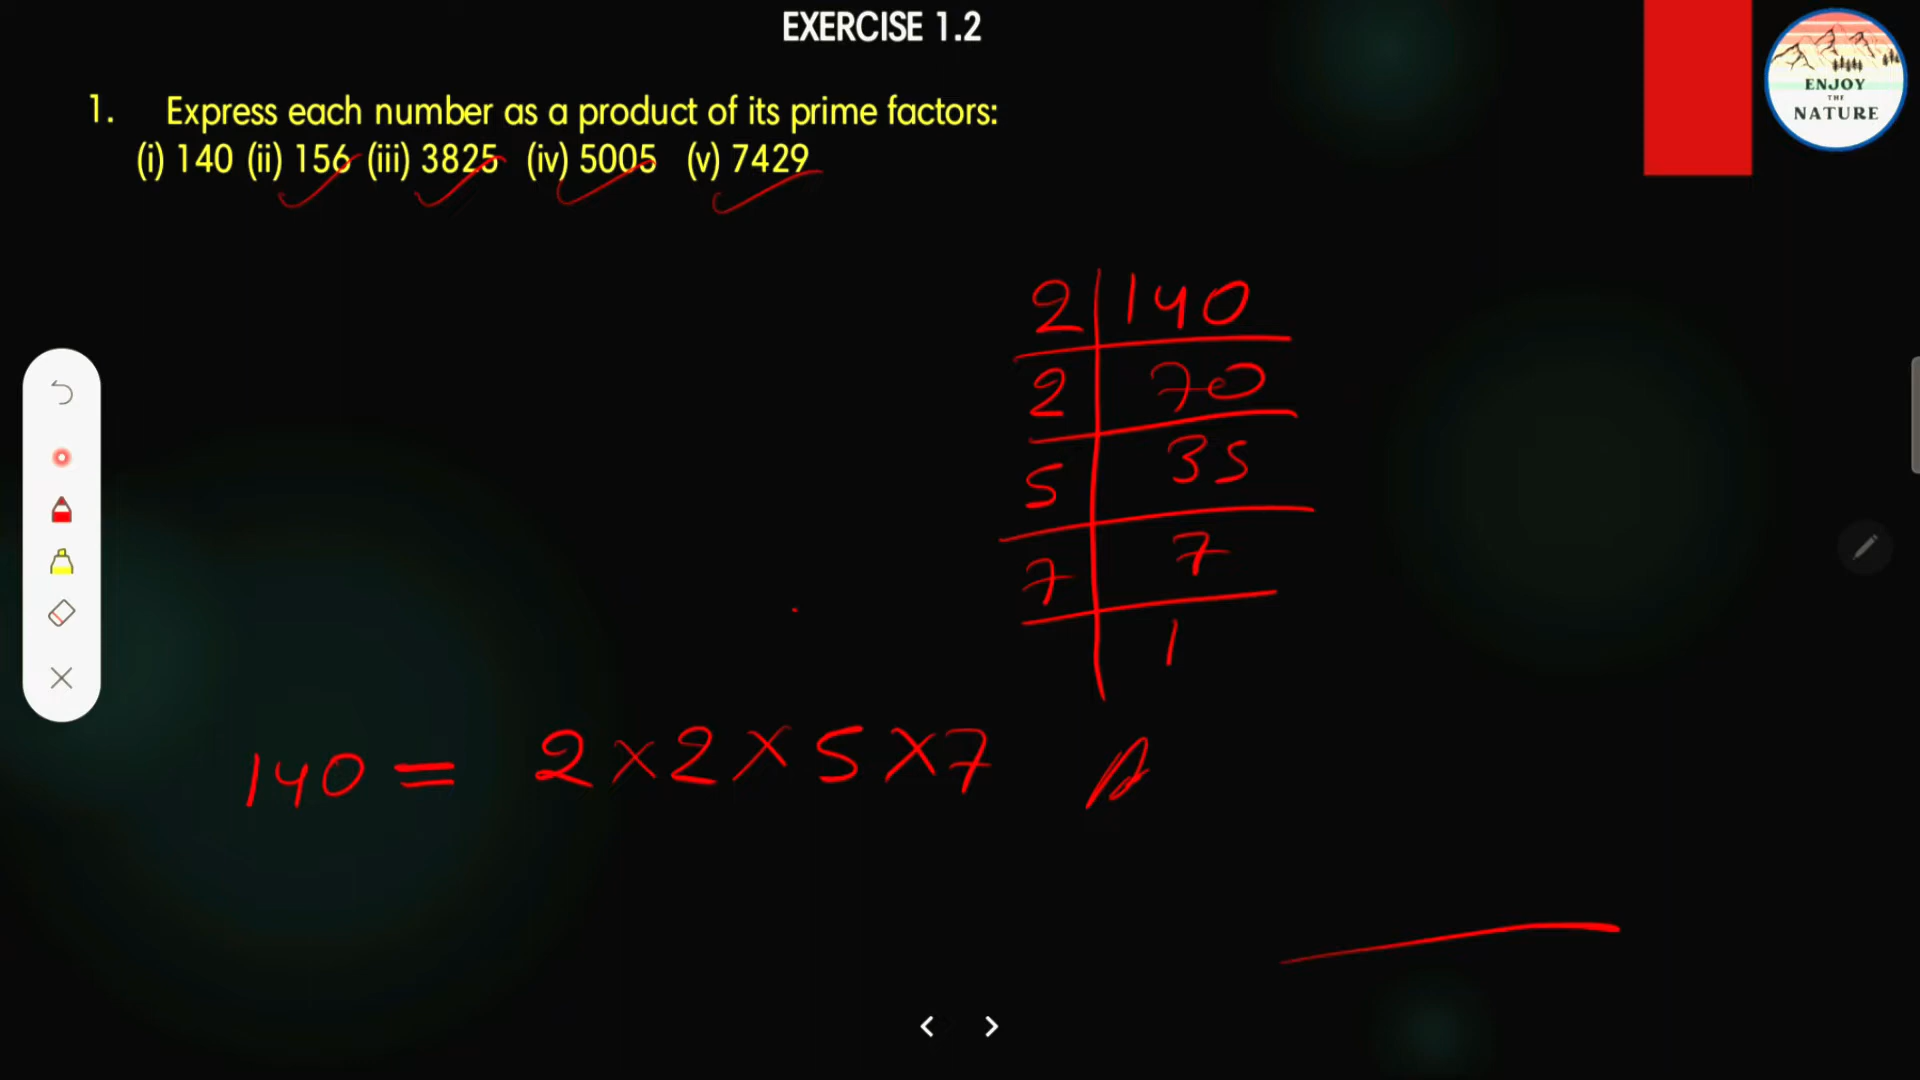 EXERCISE 1.2
ENJOY
THE
NATURE
1. Express each number as a product of its prime factors:
(i) 140 (ii) 156 (iii) 3825 (iv) 5005 (v) 7429
2 | 140
2 | 70
5 | 35
7 | 7
1
140 = 2 × 2 × 5 × 7